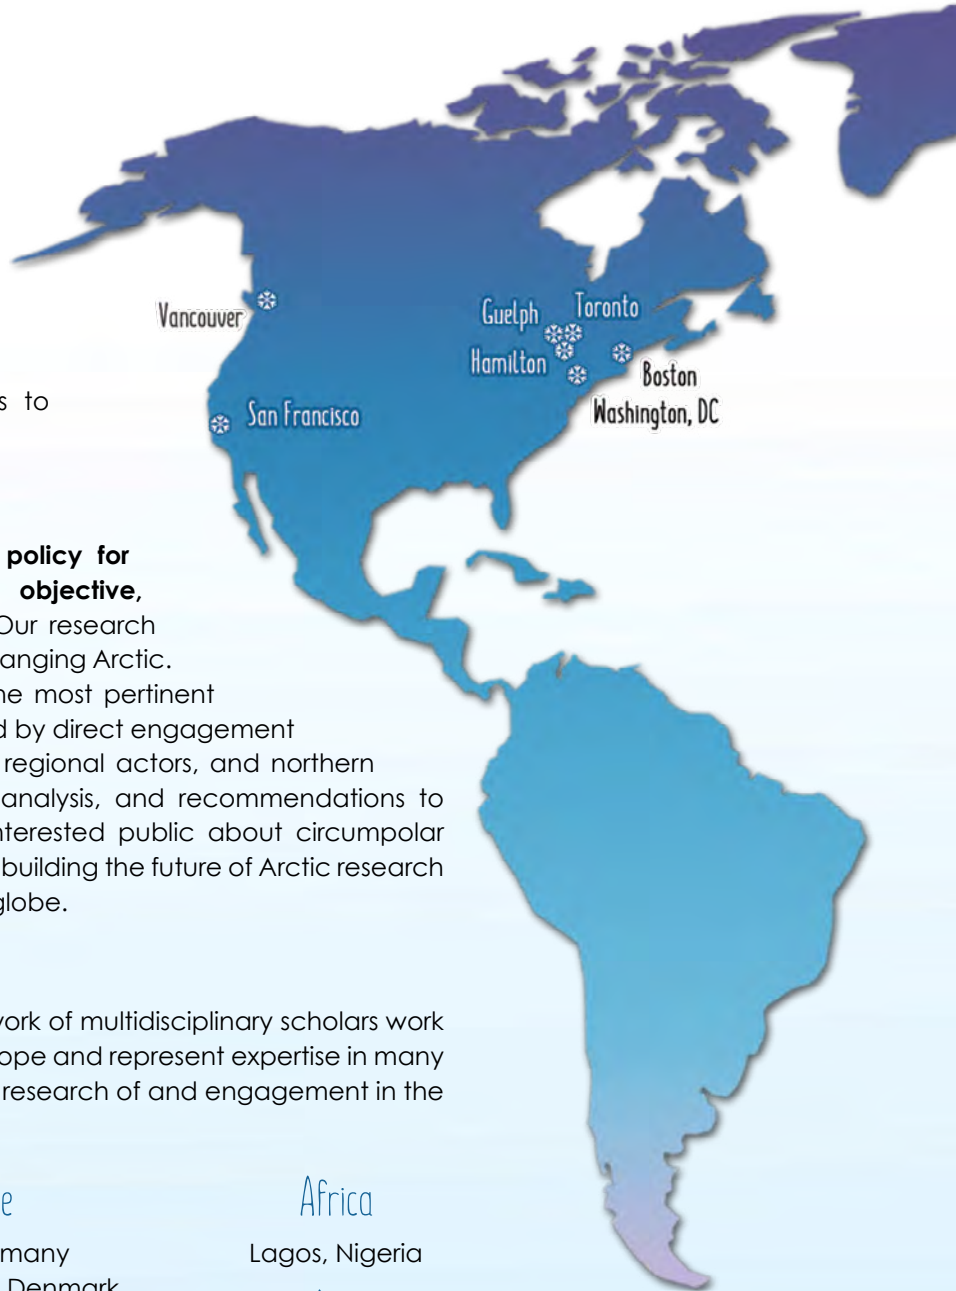 Vancouver
Guelph
Toronto
Hamilton
Boston
Washington, DC
San Francisco
s to
policy for
objective,
Our research
anging Arctic.
ne most pertinent
d by direct engagement
regional actors, and northern
analysis, and recommendations to
nterested public about circumpolar
building the future of Arctic research
globe.
work of multidisciplinary scholars work
ope and represent expertise in many
research of and engagement in the
e
Africa
many
Lagos, Nigeria
Denmark